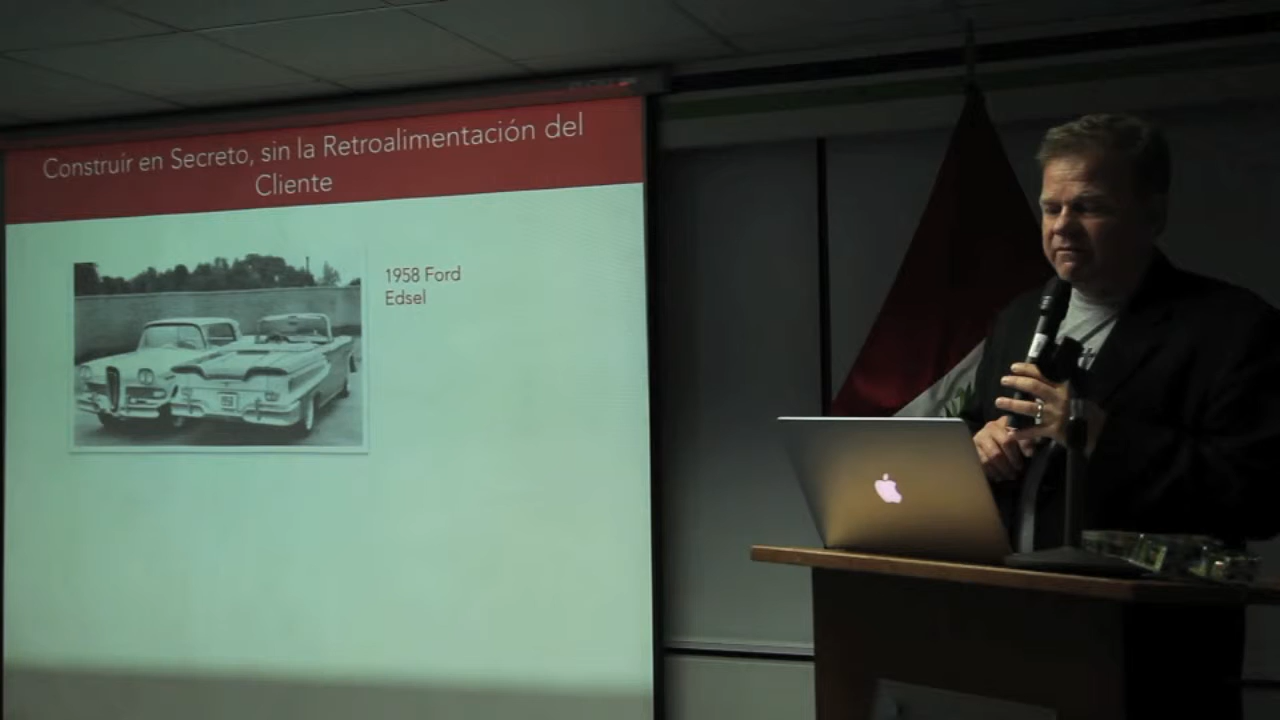 Construir en Secreto, sin la Retroalimentación del
Cliente
1958 Ford
Edsel